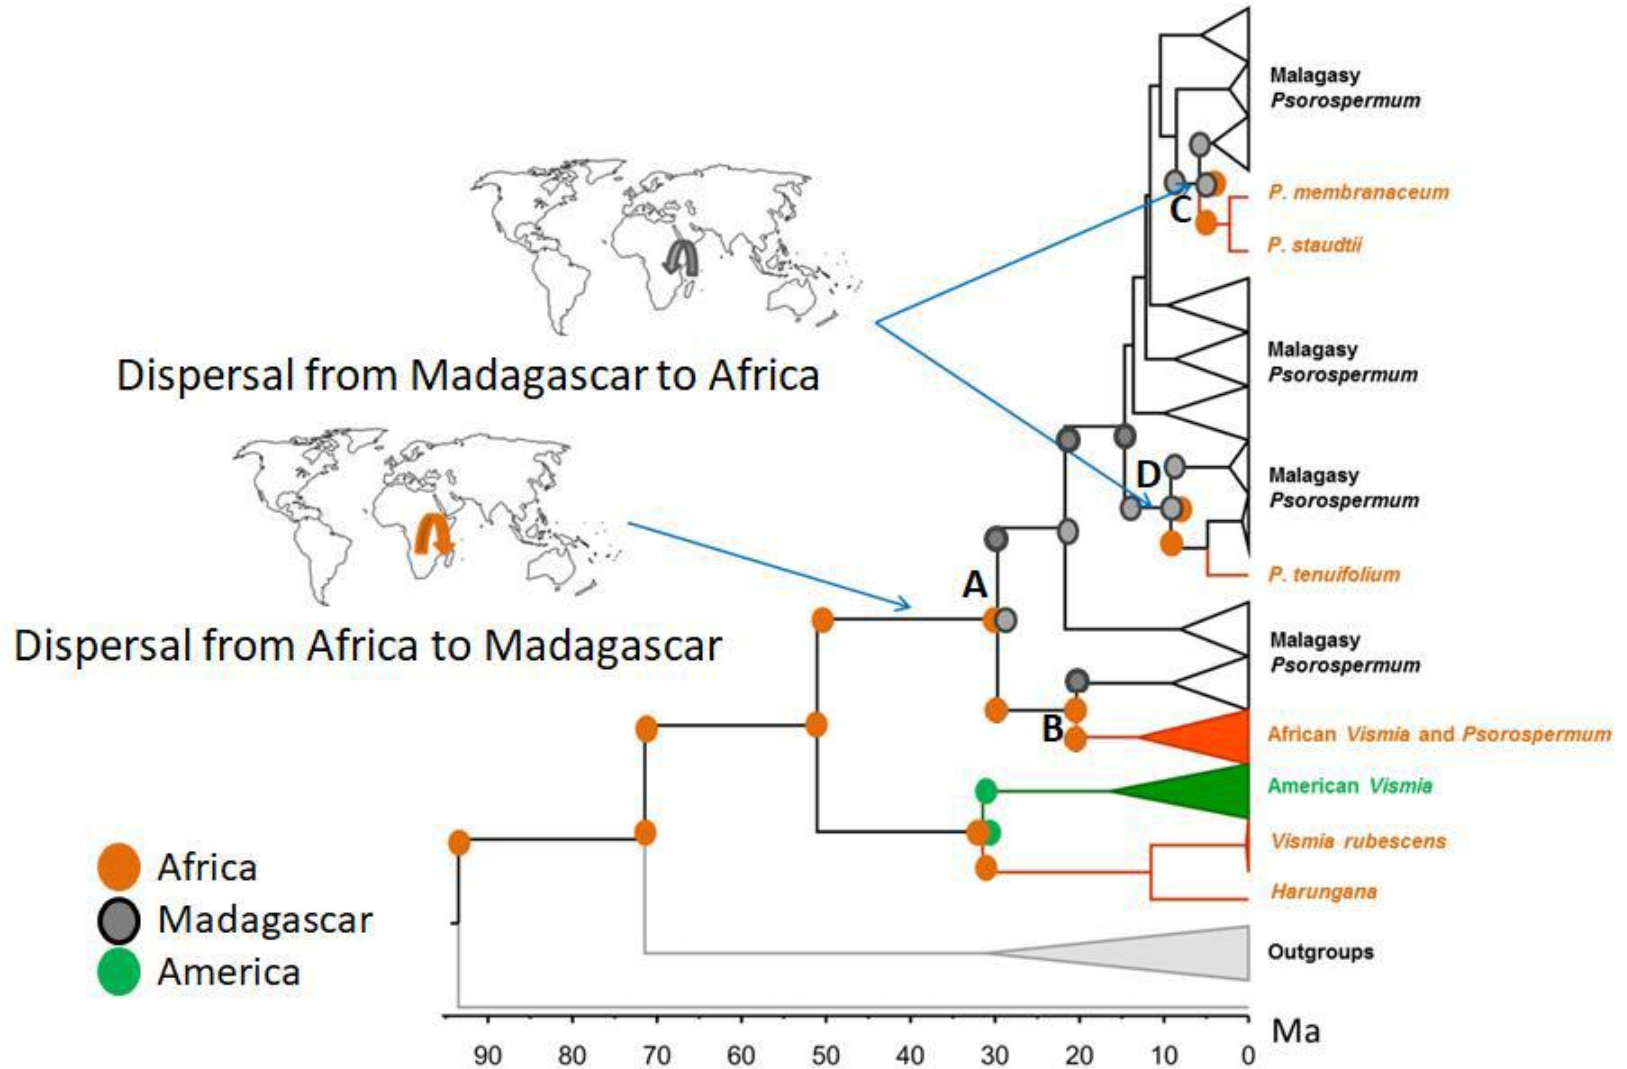 Malagasy
Psorospermum
P. membranaceum
C
P. staudtii
Dispersal from Madagascar to Africa
Malagasy
Psorospermum
D
Malagasy
Psorospermum
P. tenuifolium
A
Dispersal from Africa to Madagascar
Malagasy
Psorospermum
B
African Vismia and Psorospermum
American Vismia
Vismia rubescens
Africa
Harungana
Madagascar
Outgroups
America
Ma
90 80 70 60 50 40 30 20 10 0